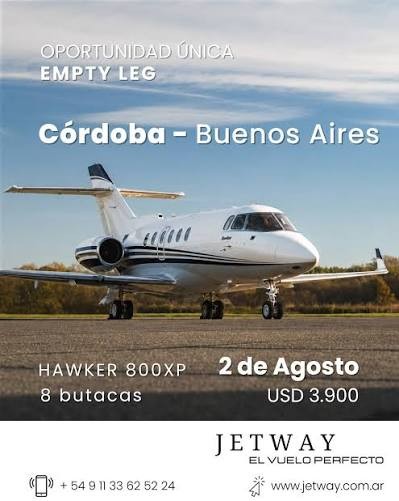 OPORTUNIDAD ÚNICA
EMPTY LEG
Córdoba - Buenos Aires
HAWKER 800XP
8 butacas
2 de Agosto
USD 3.900
JETWAY
EL VUELO PERFECTO
+ 54 9 11 33 62 52 24
www.jetway.com.ar